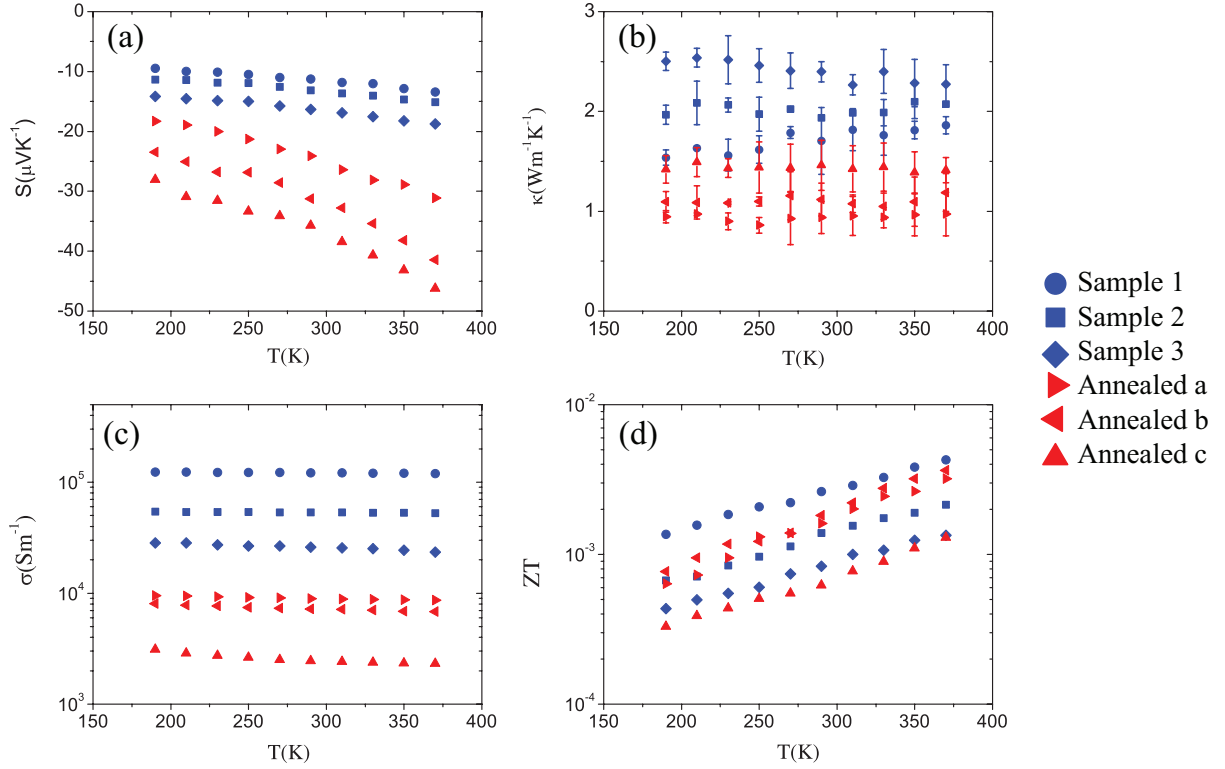 (a)
0
-10
-20
-30
-40
-50
S(μVK⁻¹)
150 200 250 300 350 400
T(K)
(b)
3
2
1
0
κ(Wm⁻¹K⁻¹)
150 200 250 300 350 400
T(K)
Sample 1
Sample 2
Sample 3
Annealed a
Annealed b
Annealed c
(c)
10⁵
10⁴
10³
σ(Sm⁻¹)
150 200 250 300 350 400
T(K)
(d)
10⁻²
10⁻³
10⁻⁴
ZT
150 200 250 300 350 400
T(K)